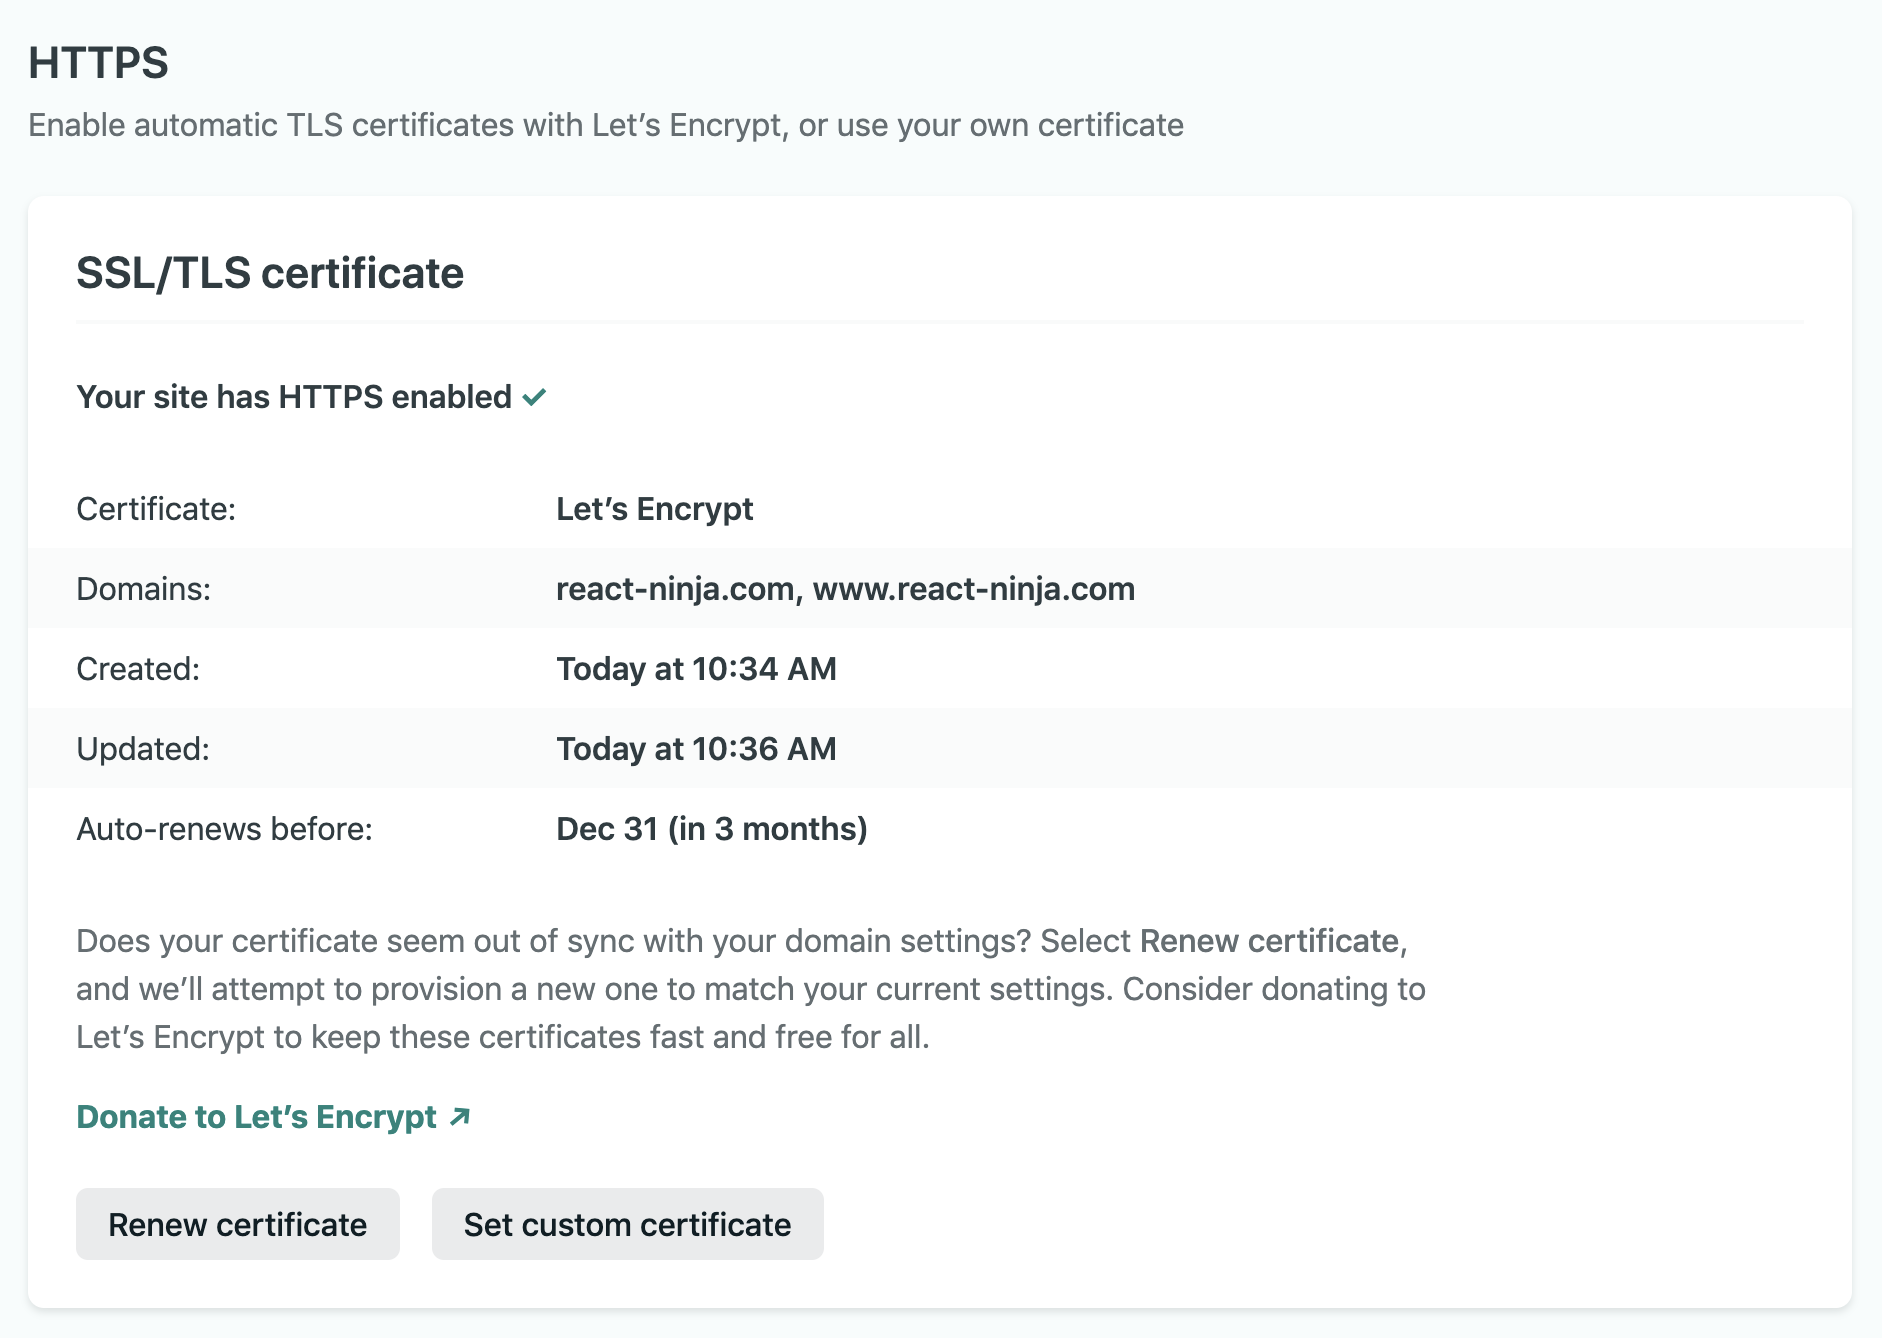 HTTPS
Enable automatic TLS certificates with Let’s Encrypt, or use your own certificate
SSL/TLS certificate
Your site has HTTPS enabled ✓
Certificate: Let’s Encrypt
Domains: react-ninja.com, www.react-ninja.com
Created: Today at 10:34 AM
Updated: Today at 10:36 AM
Auto-renews before: Dec 31 (in 3 months)
Does your certificate seem out of sync with your domain settings? Select Renew certificate,
and we’ll attempt to provision a new one to match your current settings. Consider donating to
Let’s Encrypt to keep these certificates fast and free for all.
Donate to Let’s Encrypt ↗
Renew certificate Set custom certificate